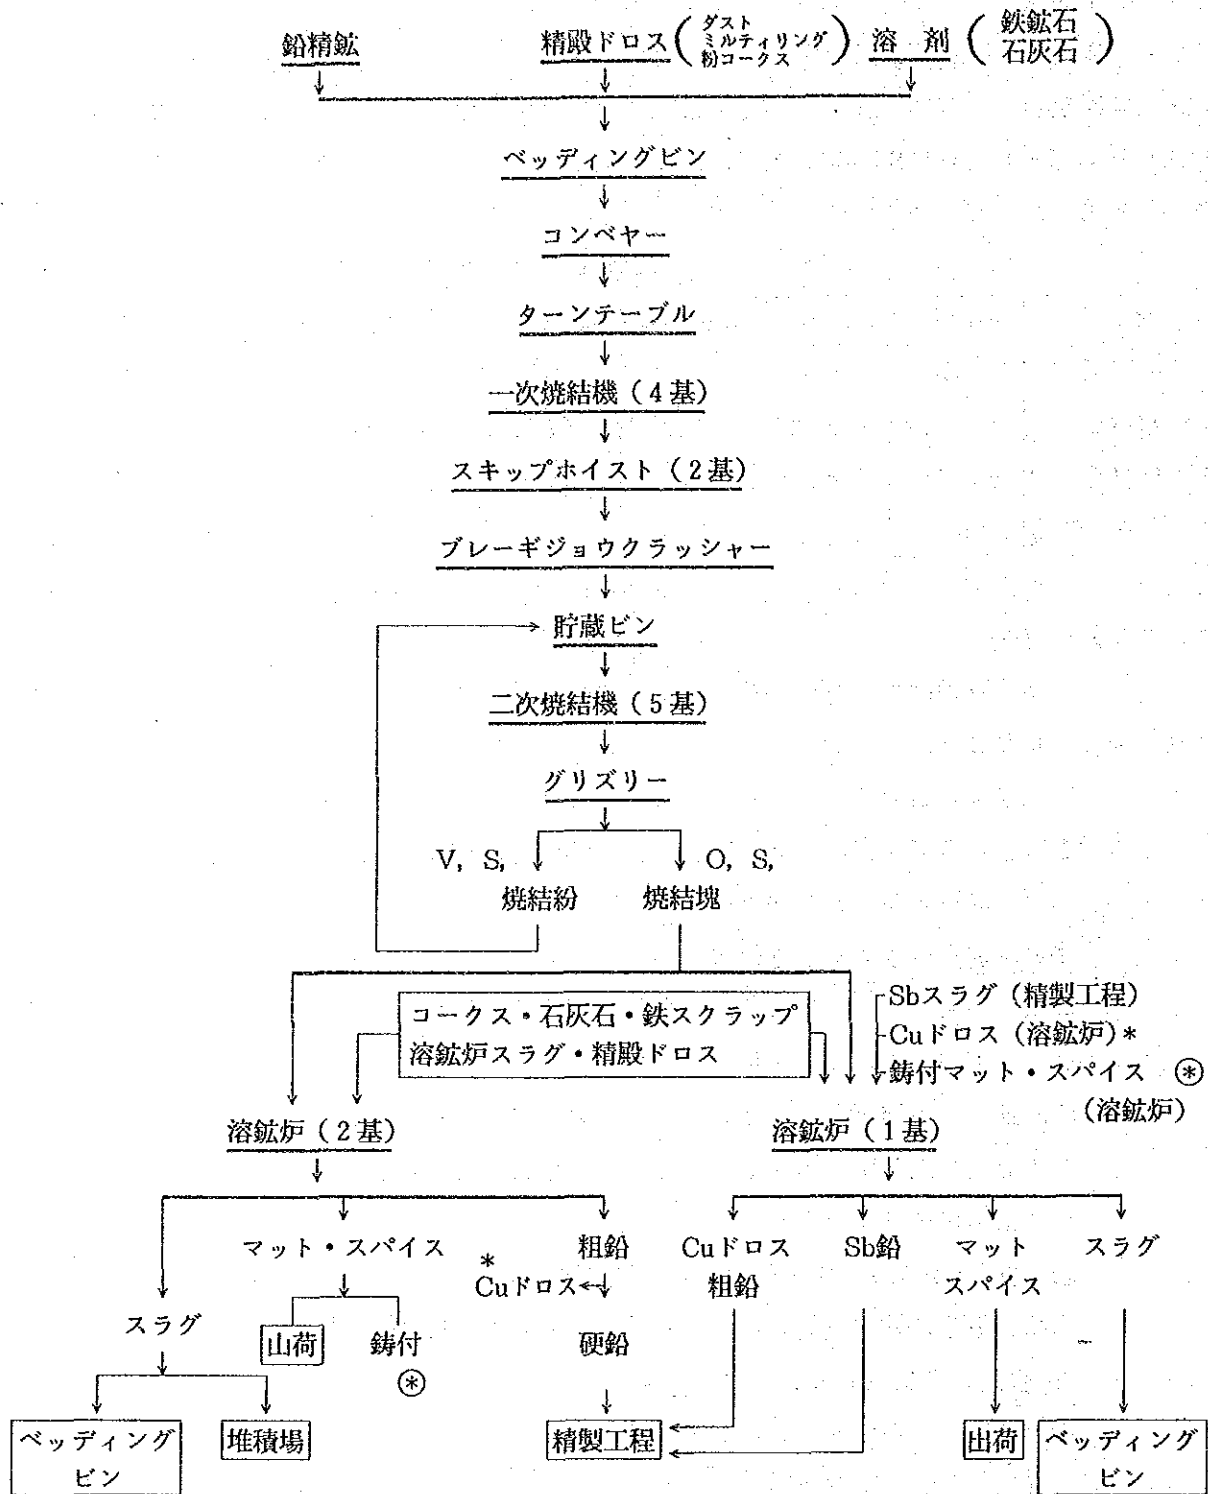 鉛精鉱
精殿ドロス（ダスト
ミルティリング
粉コークス）
溶 剤（鉄鉱石
石灰石）
ベッディングビン
コンベヤー
ターンテーブル
一次焼結機（4基）
スキップホイスト（2基）
ブレーギジョウクラッシャー
貯蔵ビン
二次焼結機（5基）
グリズリー
V, S,
O, S,
焼結粉
焼結塊
コークス・石灰石・鉄スクラップ
溶鉱炉スラグ・精殿ドロス
Sbスラグ（精製工程）
Cuドロス（溶鉱炉）*
鋳付マット・スパイス ⊛
（溶鉱炉）
溶鉱炉（2基）
溶鉱炉（1基）
マット・スパイス
粗鉛
*
Cuドロス
Cuドロス
粗鉛
Sb鉛
マット
スパイス
スラグ
スラグ
山荷
鋳付
⊛
硬鉛
ベッディング
ビン
堆積場
精製工程
出荷
ベッディング
ビン